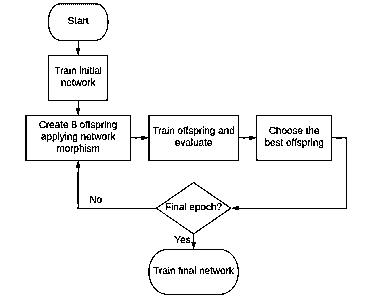 Start
Train initial
network
Create 8 offspring
applying network
morphism
Train offspring and
evaluate
Choose the
best offspring
Final epoch?
No
Yes
Train final network